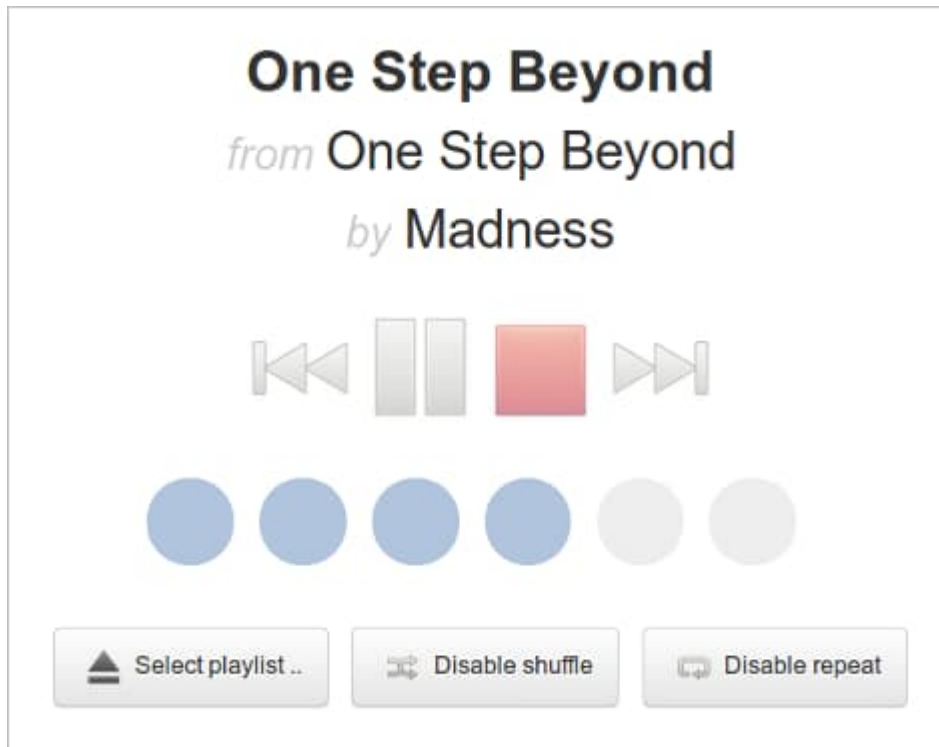 One Step Beyond
from One Step Beyond
by Madness
Select playlist ..
Disable shuffle
Disable repeat